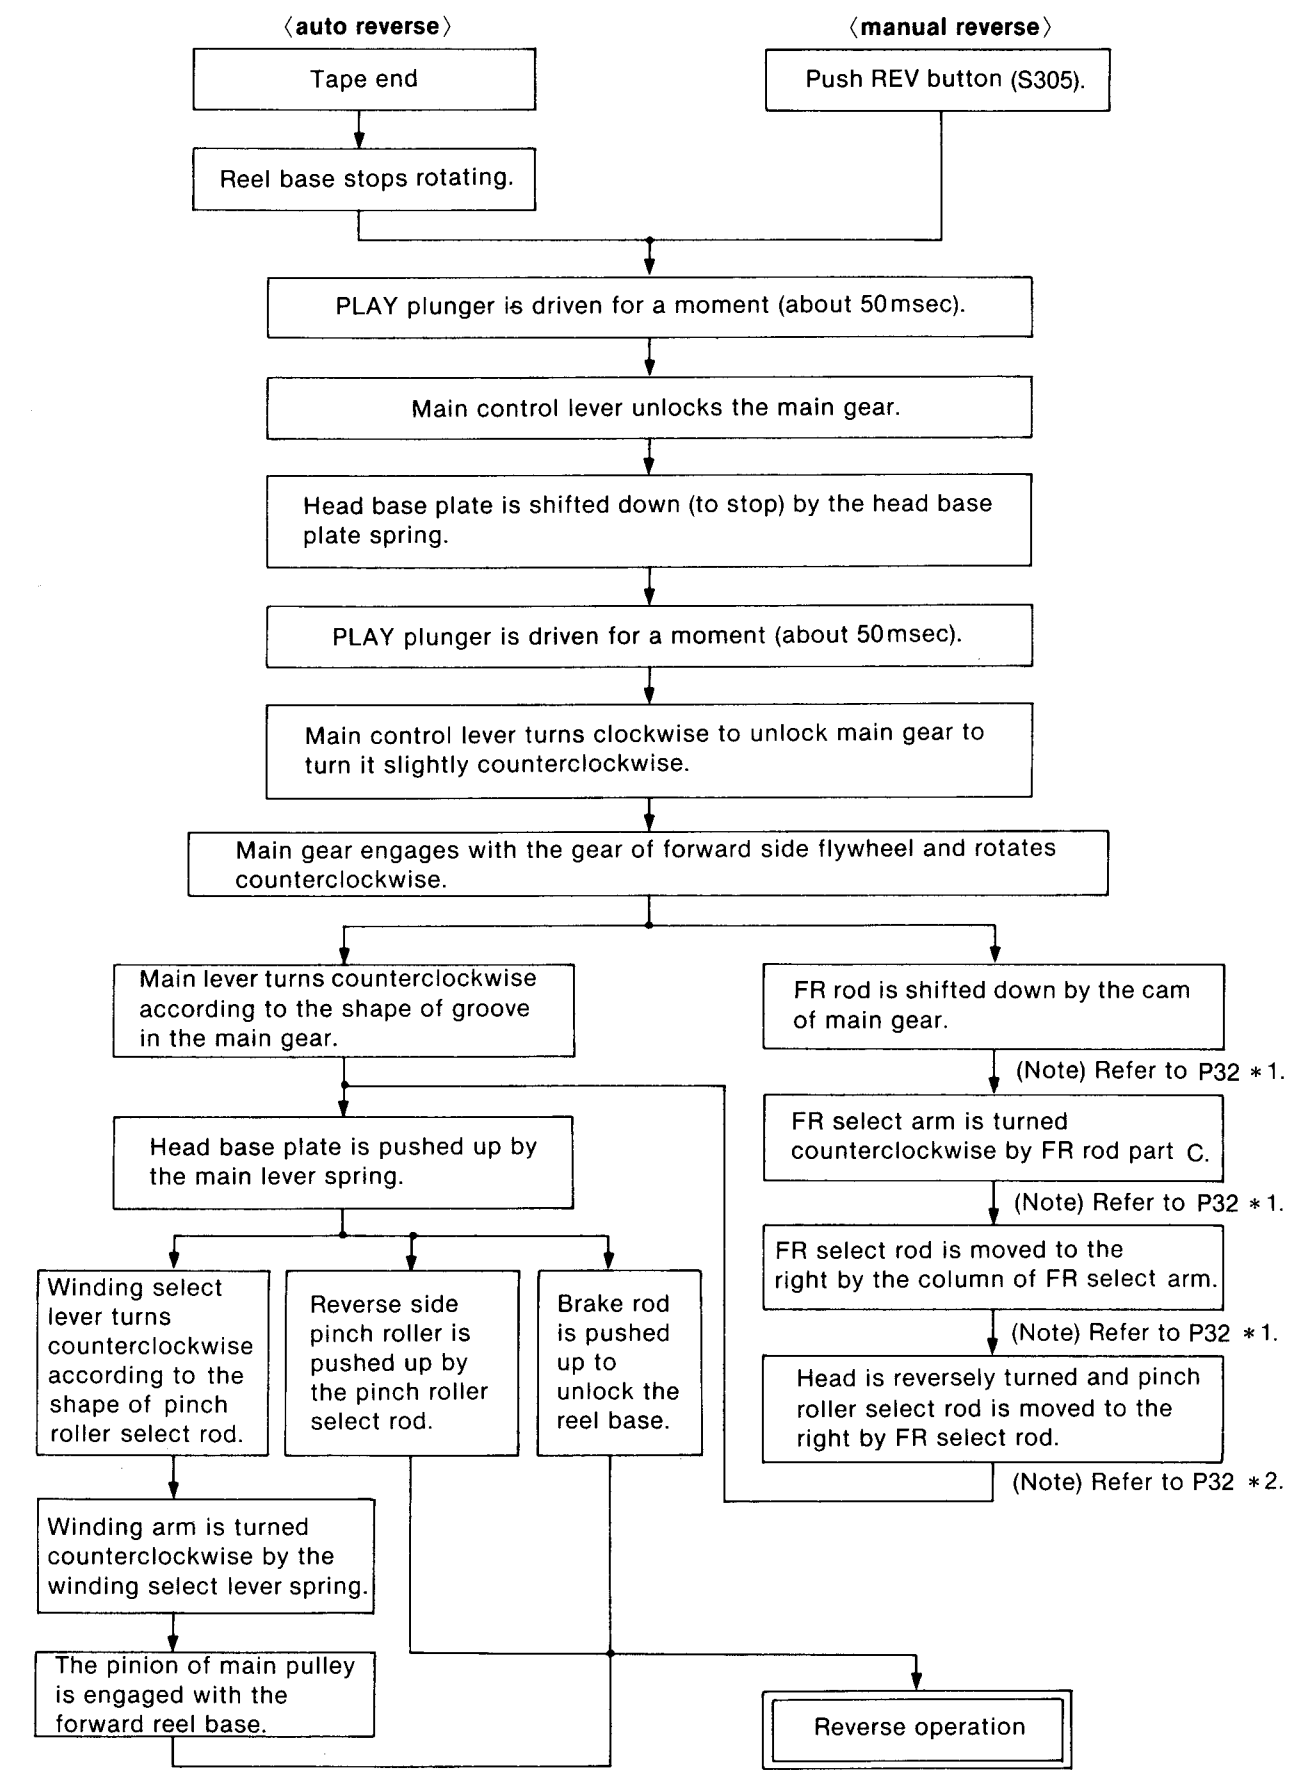 〈auto reverse〉
〈manual reverse〉
Tape end
Push REV button (S305).
Reel base stops rotating.
PLAY plunger is driven for a moment (about 50msec).
Main control lever unlocks the main gear.
Head base plate is shifted down (to stop) by the head base
plate spring.
PLAY plunger is driven for a moment (about 50msec).
Main control lever turns clockwise to unlock main gear to
turn it slightly counterclockwise.
Main gear engages with the gear of forward side flywheel and rotates
counterclockwise.
Main lever turns counterclockwise
according to the shape of groove
in the main gear.
Head base plate is pushed up by
the main lever spring.
Winding select
lever turns
counterclockwise
according to the
shape of pinch
roller select rod.
Reverse side
pinch roller is
pushed up by
the pinch roller
select rod.
Brake rod
is pushed
up to
unlock the
reel base.
Winding arm is turned
counterclockwise by the
winding select lever spring.
The pinion of main pulley
is engaged with the
forward reel base.
FR rod is shifted down by the cam
of main gear.
(Note) Refer to P32 *1.
FR select arm is turned
counterclockwise by FR rod part C.
(Note) Refer to P32 *1.
FR select rod is moved to the
right by the column of FR select arm.
(Note) Refer to P32 *1.
Head is reversely turned and pinch
roller select rod is moved to the
right by FR select rod.
(Note) Refer to P32 *2.
Reverse operation